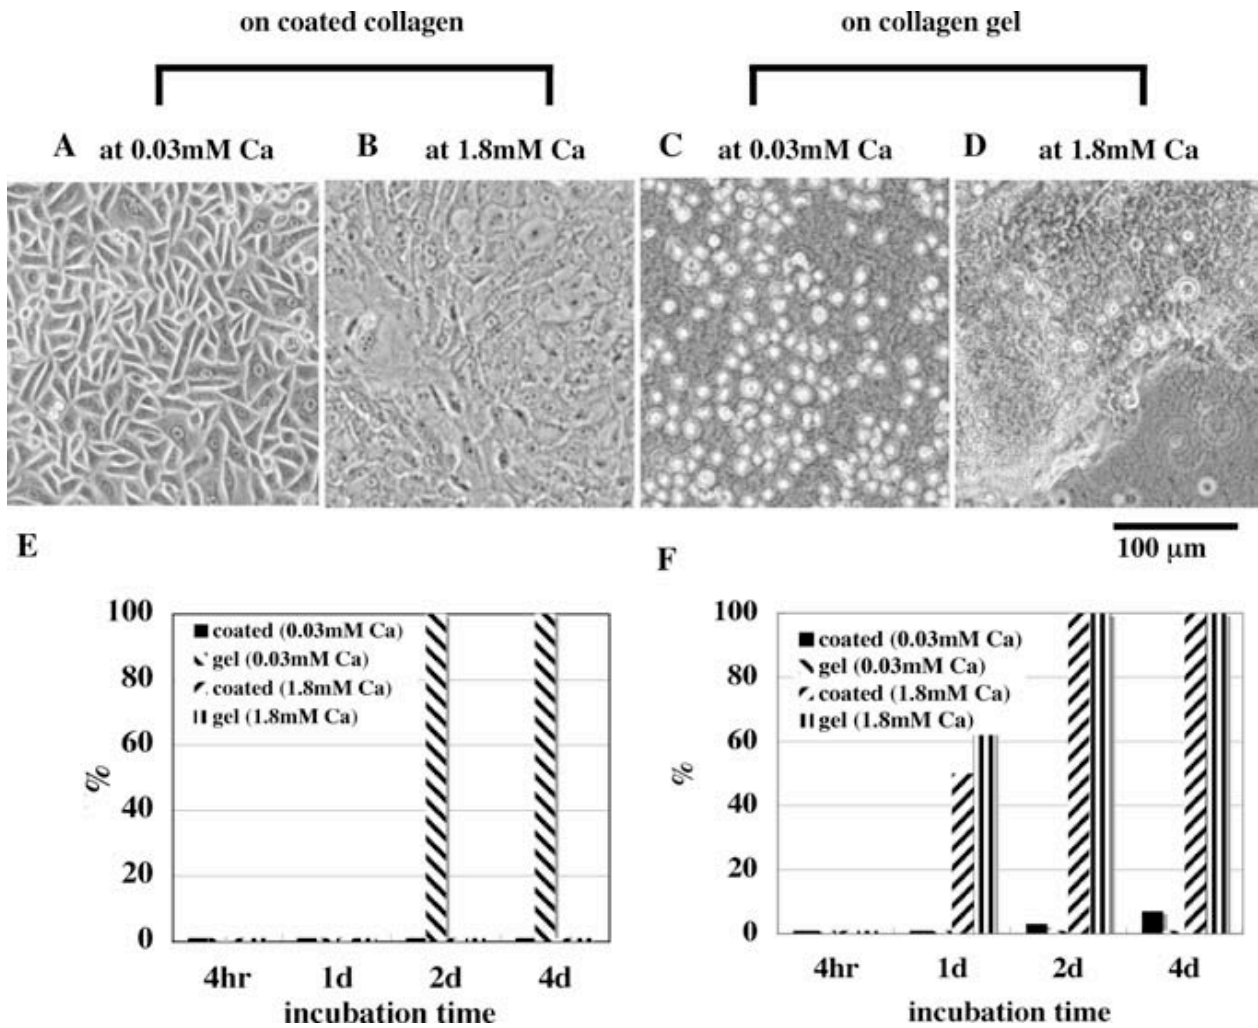 on coated collagen
on collagen gel
A at 0.03mM Ca
B at 1.8mM Ca
C at 0.03mM Ca
D at 1.8mM Ca
100 μm
E
100
80
60
40
20
0
%
coated (0.03mM Ca)
gel (0.03mM Ca)
coated (1.8mM Ca)
gel (1.8mM Ca)
4hr 1d 2d 4d
incubation time
F
100
80
60
40
20
0
%
coated (0.03mM Ca)
gel (0.03mM Ca)
coated (1.8mM Ca)
gel (1.8mM Ca)
4hr 1d 2d 4d
incubation time